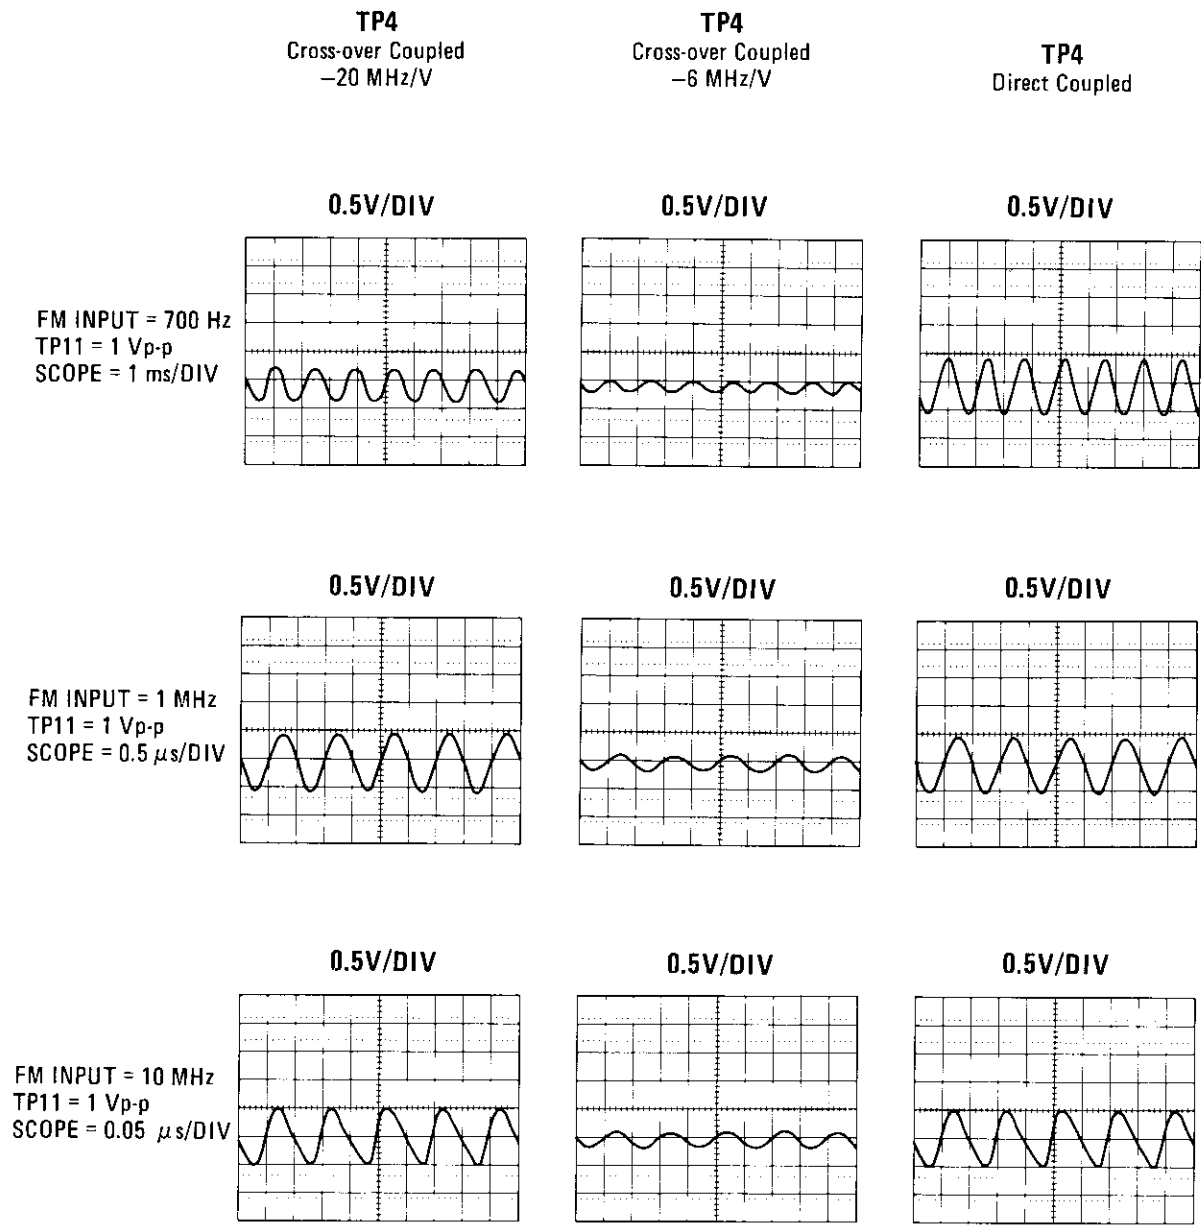 TP4
Cross-over Coupled
—20 MHz/V
TP4
Cross-over Coupled
—6 MHz/V
TP4
Direct Coupled
0.5V/DIV
0.5V/DIV
0.5V/DIV
FM INPUT = 700 Hz
TP11 = 1 Vp-p
SCOPE = 1 ms/DIV
0.5V/DIV
0.5V/DIV
0.5V/DIV
FM INPUT = 1 MHz
TP11 = 1 Vp-p
SCOPE = 0.5 μs/DIV
0.5V/DIV
0.5V/DIV
0.5V/DIV
FM INPUT = 10 MHz
TP11 = 1 Vp-p
SCOPE = 0.05 μs/DIV